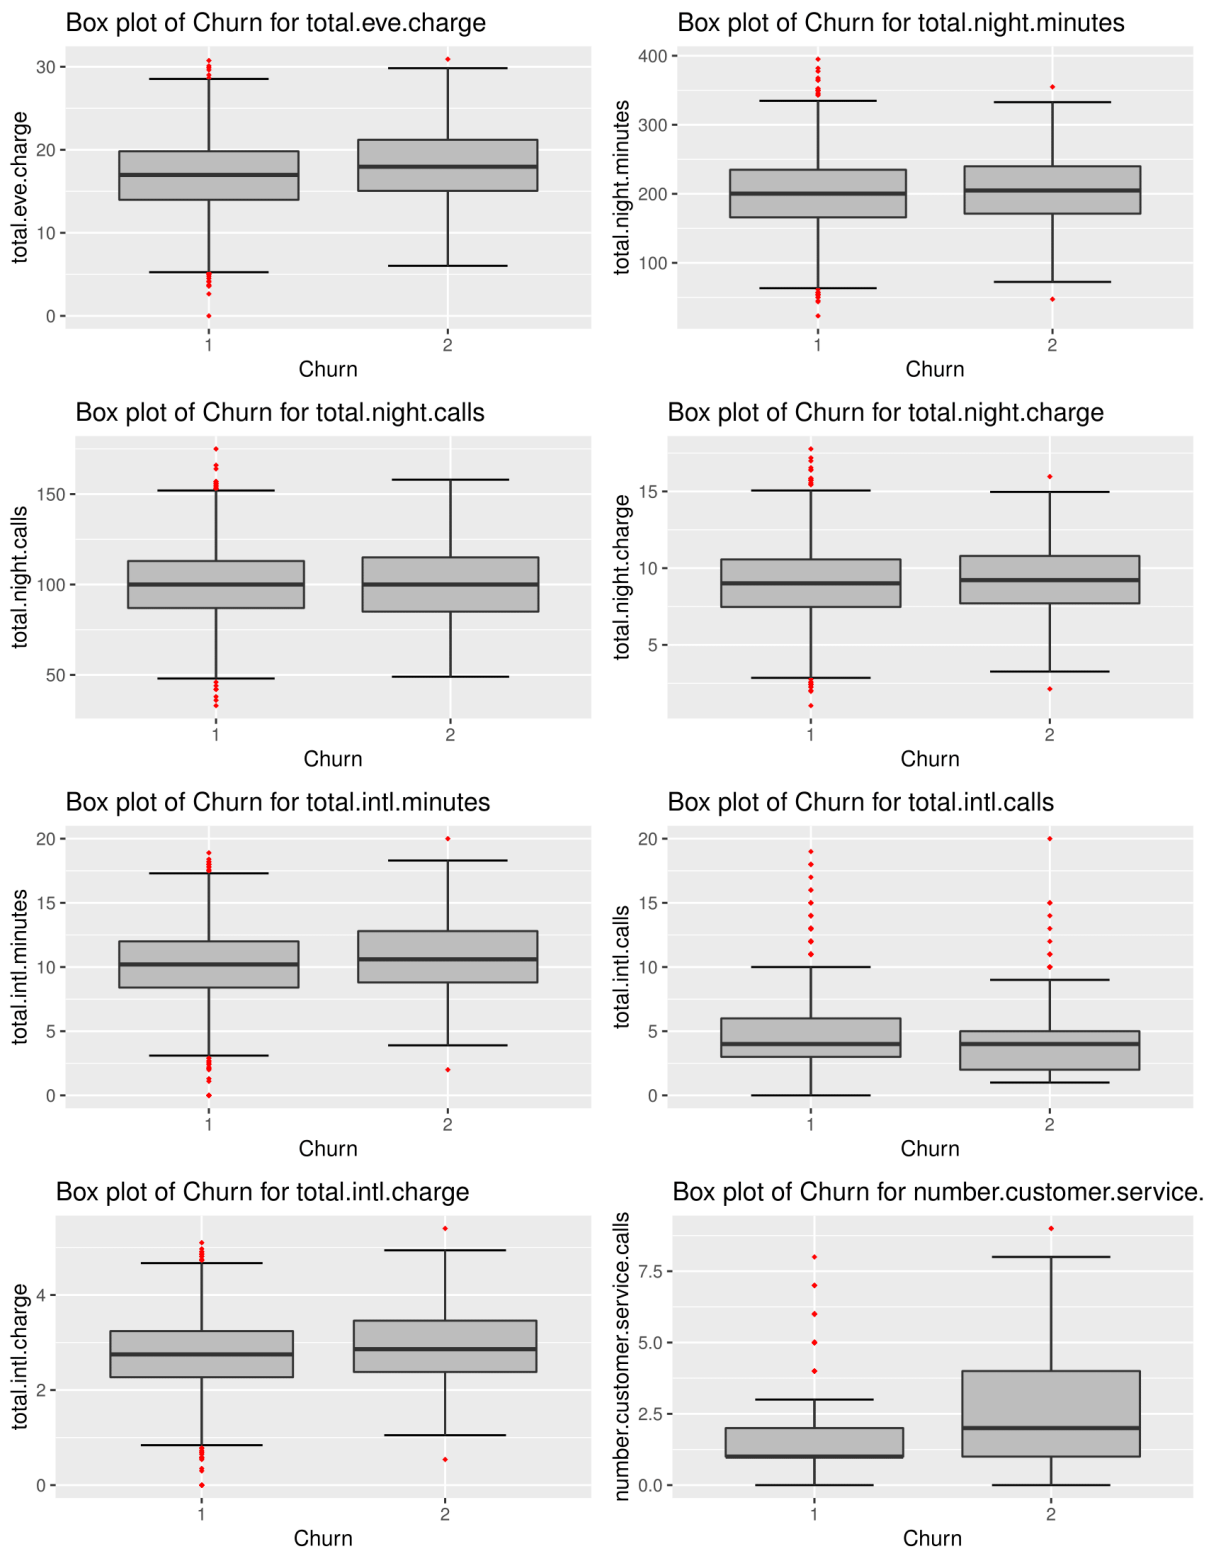 Box plot of Churn for total.eve.charge
total.eve.charge
30
20
10
0
1
2
Churn
Box plot of Churn for total.night.minutes
total.night.minutes
400
300
200
100
1
2
Churn
Box plot of Churn for total.night.calls
total.night.calls
150
100
50
1
2
Churn
Box plot of Churn for total.night.charge
total.night.charge
15
10
5
1
2
Churn
Box plot of Churn for total.intl.minutes
total.intl.minutes
20
15
10
5
0
1
2
Churn
Box plot of Churn for total.intl.calls
total.intl.calls
20
15
10
5
0
1
2
Churn
Box plot of Churn for total.intl.charge
total.intl.charge
4
2
0
1
2
Churn
Box plot of Churn for number.customer.service.
number.customer.service.calls
7.5
5.0
2.5
0.0
1
2
Churn